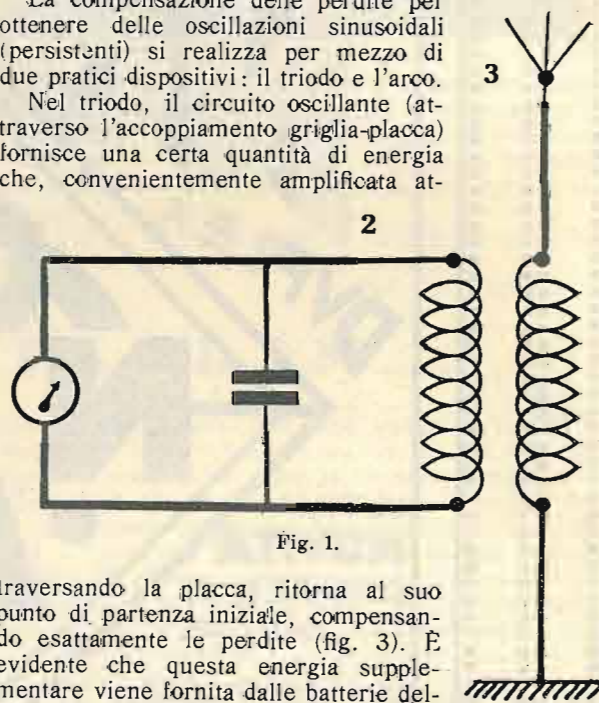 La compensazione delle perdite per
ottenere delle oscillazioni sinusoidali
(persistenti) si realizza per mezzo di
due pratici dispositivi: il triodo e l'arco.
Nel triodo, il circuito oscillante (at-
traverso l'accoppiamento griglia-placca)
fornisce una certa quantità di energia
che, convenientemente amplificata at-
3
2
Fig. 1.
traversando la placca, ritorna al suo
punto di partenza iniziale, compensan-
do esattamente le perdite (fig. 3). È
evidente che questa energia supple-
mentare viene fornita dalle batterie del-